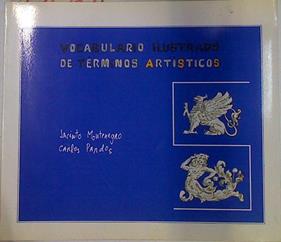 VOCABULARIO ILUSTRADO
DE TERMINOS ARTISTICOS
Jacinto Montenegro
Carlos Pardos